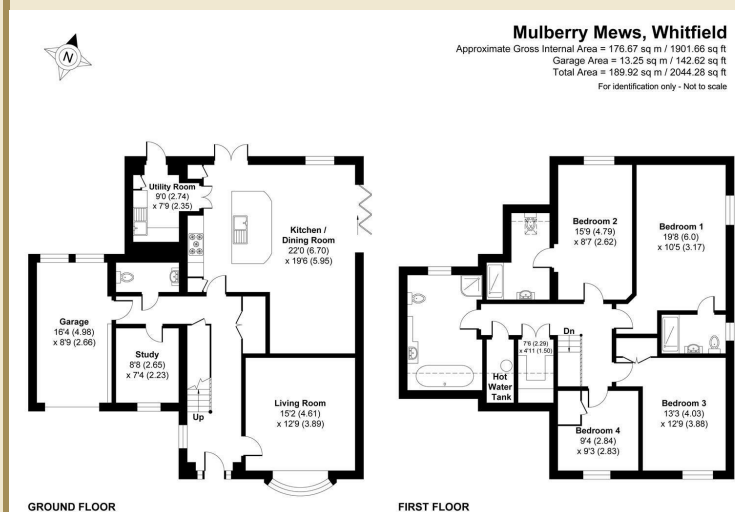 Mulberry Mews, Whitfield
Approximate Gross Internal Area = 176.67 sq m / 1901.66 sq ft
Garage Area = 13.25 sq m / 142.62 sq ft
Total Area = 189.92 sq m / 2044.28 sq ft
For identification only - Not to scale
N
Utility Room
9'0 (2.74)
x 7'9 (2.35)
Kitchen /
Dining Room
22'0 (6.70)
x 19'6 (5.95)
Garage
16'4 (4.98)
x 8'9 (2.66)
Study
8'8 (2.65)
x 7'4 (2.23)
Up
Living Room
15'2 (4.61)
x 12'9 (3.89)
GROUND FLOOR
Bedroom 2
15'9 (4.79)
x 8'7 (2.62)
Bedroom 1
19'8 (6.0)
x 10'5 (3.17)
Dn
7'6 (2.29)
x 4'11 (1.50)
Hot
Water
Tank
Bedroom 4
9'4 (2.84)
x 9'3 (2.83)
Bedroom 3
13'3 (4.03)
x 12'9 (3.88)
FIRST FLOOR